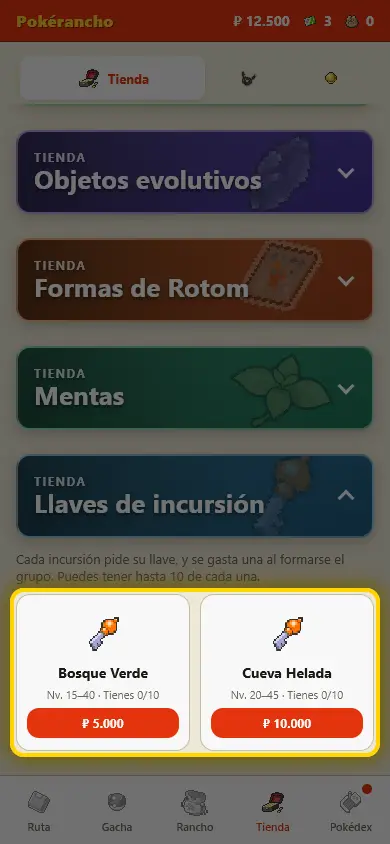 Pokérancho
₽ 12.500 3 0
Tienda
TIENDA
Objetos evolutivos
TIENDA
Formas de Rotom
TIENDA
Mentas
TIENDA
Llaves de incursión
Cada incursión pide su llave, y se gasta una al formarse el
grupo. Puedes tener hasta 10 de cada una.
Bosque Verde
Nv. 15–40 · Tienes 0/10
₽ 5.000
Cueva Helada
Nv. 20–45 · Tienes 0/10
₽ 10.000
Ruta
Gacha
Rancho
Tienda
Pokédex